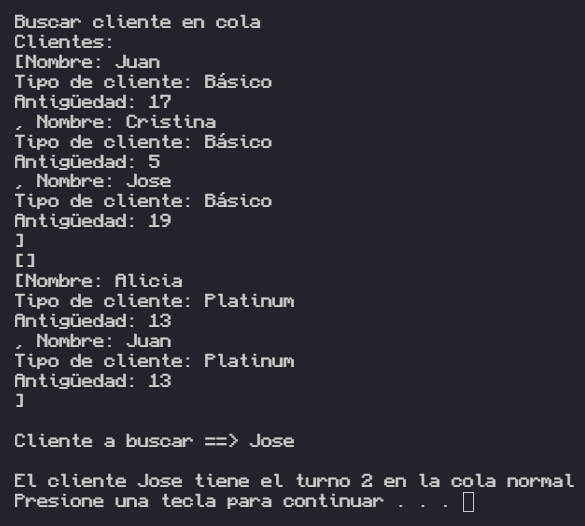 Buscar cliente en cola
Clientes:
[Nombre: Juan
Tipo de cliente: Básico
Antigüedad: 17
, Nombre: Cristina
Tipo de cliente: Básico
Antigüedad: 5
, Nombre: Jose
Tipo de cliente: Básico
Antigüedad: 19
]
[]
[Nombre: Alicia
Tipo de cliente: Platinum
Antigüedad: 13
, Nombre: Juan
Tipo de cliente: Platinum
Antigüedad: 13
]
Cliente a buscar ==> Jose
El cliente Jose tiene el turno 2 en la cola normal
Presione una tecla para continuar . . .